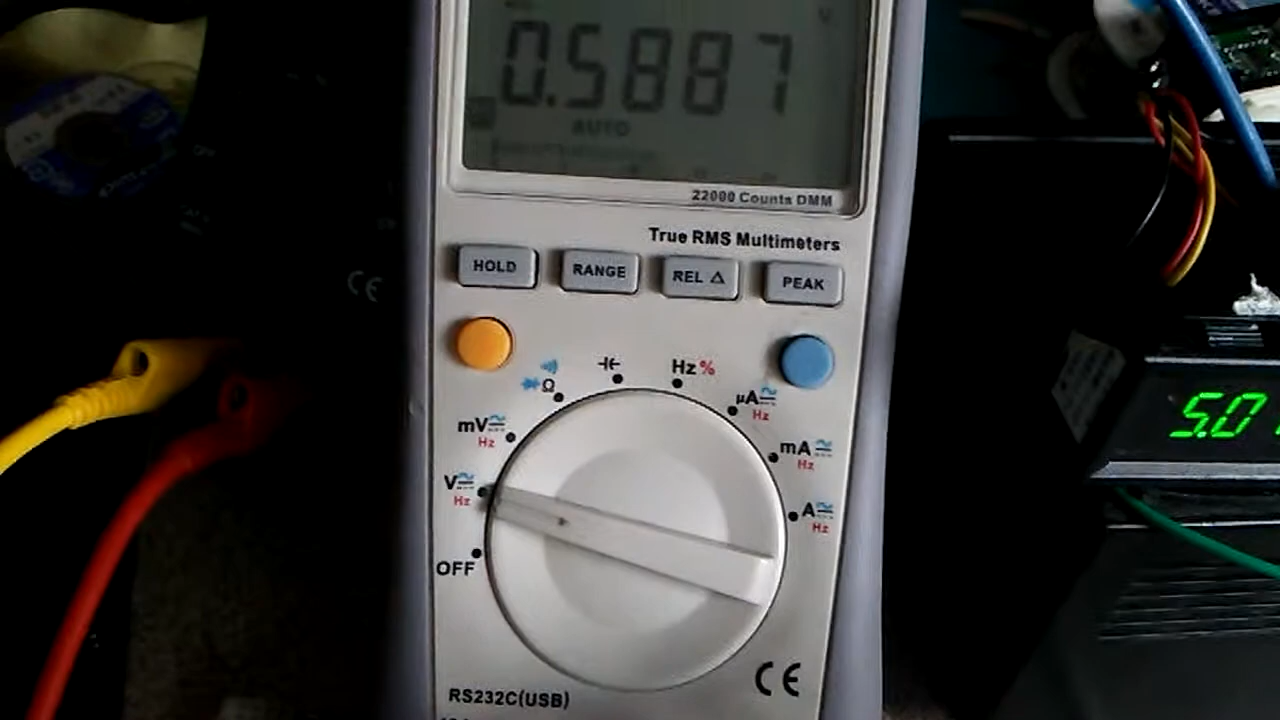 V
0.5887
AUTO
22000 Counts DMM
True RMS Multimeters
HOLD RANGE REL Δ PEAK
CE
Hz %
Ω
µA
Hz
mV
Hz
mA
Hz
V
Hz
A
Hz
OFF
5.0
CE
RS232C(USB)